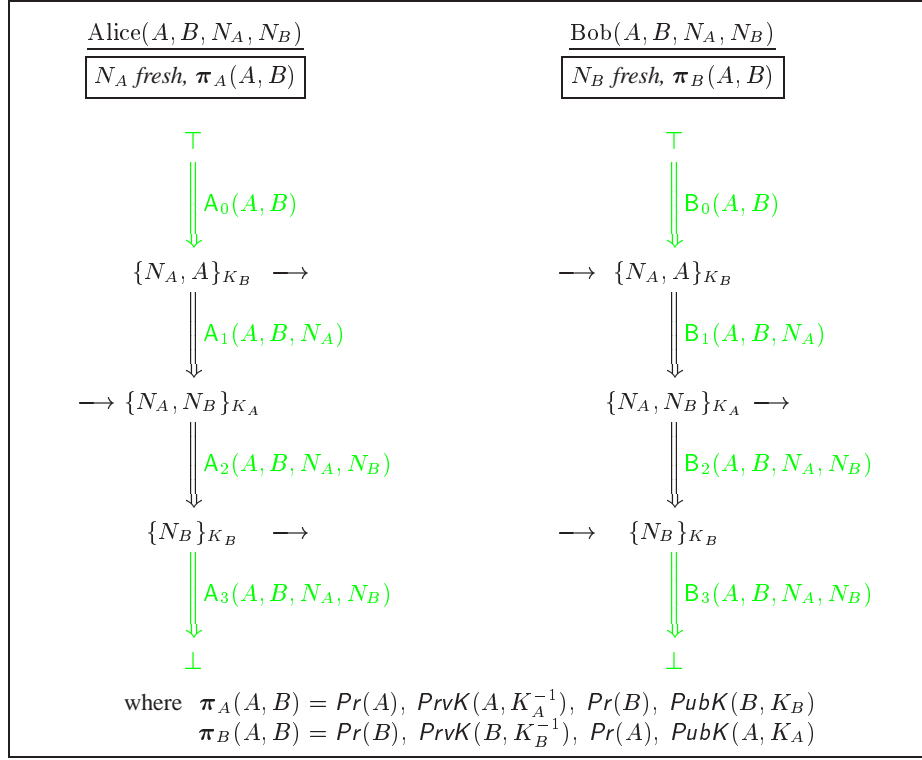 Alice(A, B, N_A, N_B)
N_A fresh, π_A(A, B)
⊤
A_0(A, B)
{N_A, A}_{K_B} ⟶
A_1(A, B, N_A)
⟶ {N_A, N_B}_{K_A}
A_2(A, B, N_A, N_B)
{N_B}_{K_B} ⟶
A_3(A, B, N_A, N_B)
⊥
Bob(A, B, N_A, N_B)
N_B fresh, π_B(A, B)
⊤
B_0(A, B)
⟶ {N_A, A}_{K_B}
B_1(A, B, N_A)
{N_A, N_B}_{K_A} ⟶
B_2(A, B, N_A, N_B)
⟶ {N_B}_{K_B}
B_3(A, B, N_A, N_B)
⊥
where π_A(A, B) = Pr(A), PrvK(A, K_A^{-1}), Pr(B), PubK(B, K_B)
π_B(A, B) = Pr(B), PrvK(B, K_B^{-1}), Pr(A), PubK(A, K_A)